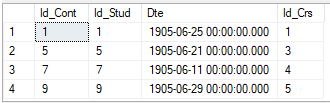 Id_Cont Id_Stud Dte Id_Crs
1 1 1 1905-06-25 00:00:00.000 1
2 5 5 1905-06-21 00:00:00.000 3
3 7 7 1905-06-11 00:00:00.000 4
4 9 9 1905-06-29 00:00:00.000 5